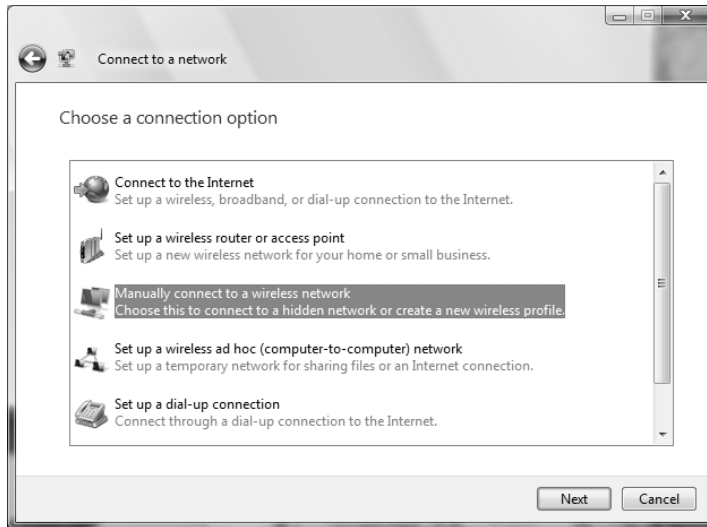 Connect to a network
Choose a connection option
Connect to the Internet
Set up a wireless, broadband, or dial-up connection to the Internet.
Set up a wireless router or access point
Set up a new wireless network for your home or small business.
Manually connect to a wireless network
Choose this to connect to a hidden network or create a new wireless profile.
Set up a wireless ad hoc (computer-to-computer) network
Set up a temporary network for sharing files or an Internet connection.
Set up a dial-up connection
Connect through a dial-up connection to the Internet.
Next Cancel